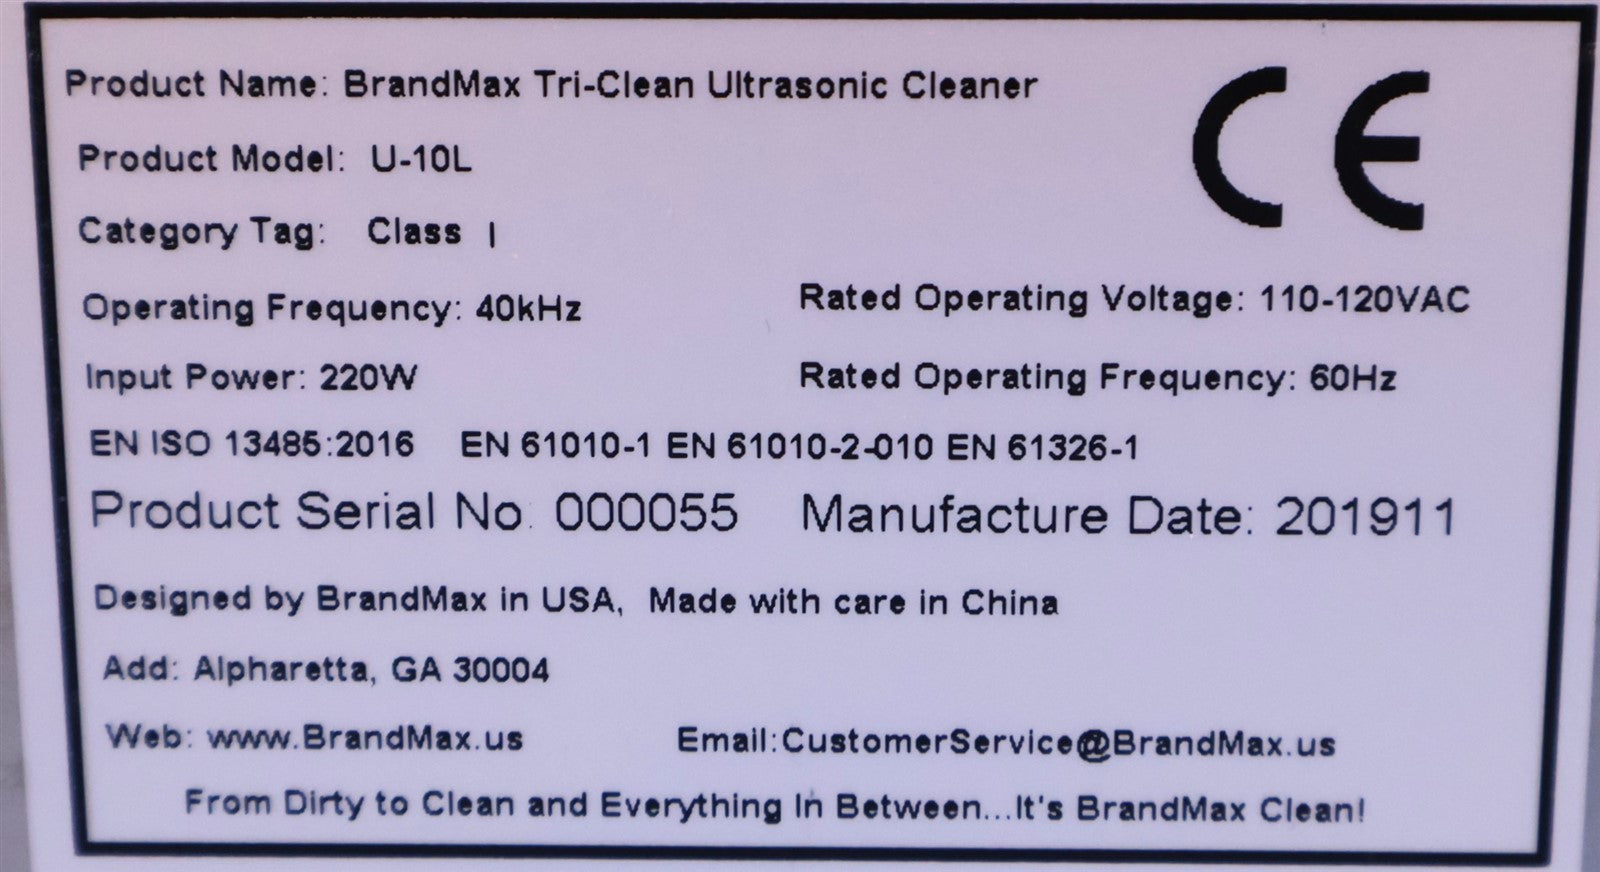 Product Name: BrandMax Tri-Clean Ultrasonic Cleaner
CE
Product Model: U-10L
Category Tag: Class I
Operating Frequency: 40kHz Rated Operating Voltage: 110-120VAC
Input Power: 220W Rated Operating Frequency: 60Hz
EN ISO 13485:2016 EN 61010-1 EN 61010-2-010 EN 61326-1
Product Serial No: 000055 Manufacture Date: 201911
Designed by BrandMax in USA, Made with care in China
Add: Alpharetta, GA 30004
Web: www.BrandMax.us Email:CustomerService@BrandMax.us
From Dirty to Clean and Everything In Between...It's BrandMax Clean!